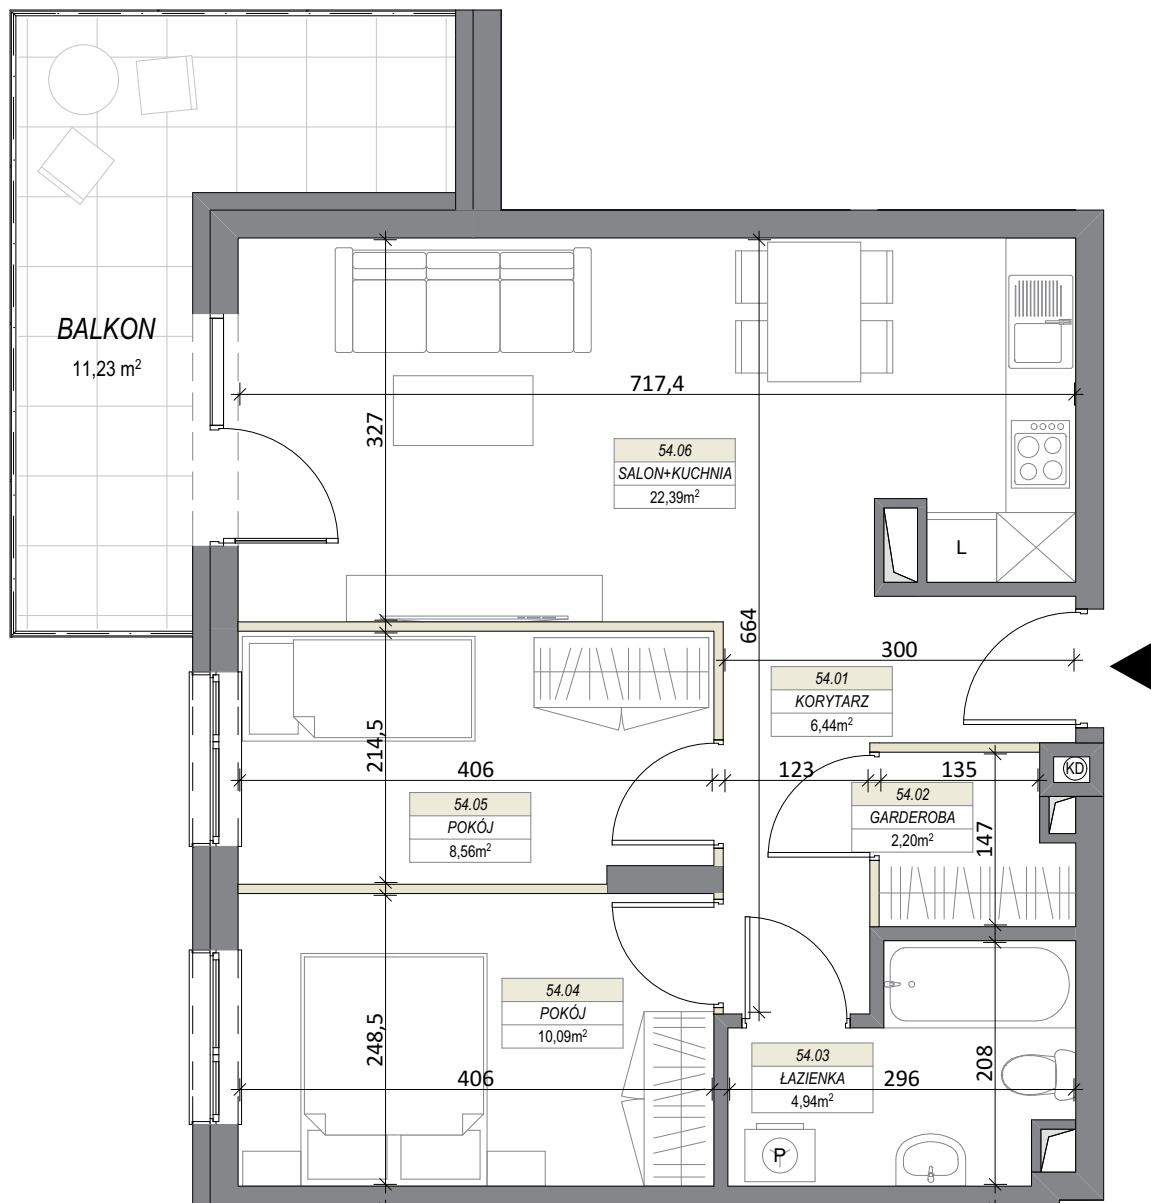 BALKON
11,23 m²
717,4
327
54.06
SALON+KUCHNIA
22,39m²
L
664
300
54.01
KORYTARZ
6,44m²
214,5
406
123
135
KD
54.05
POKÓJ
8,56m²
54.02
GARDEROBA
2,20m²
147
54.04
POKÓJ
10,09m²
248,5
406
54.03
ŁAZIENKA
4,94m²
296
208
P